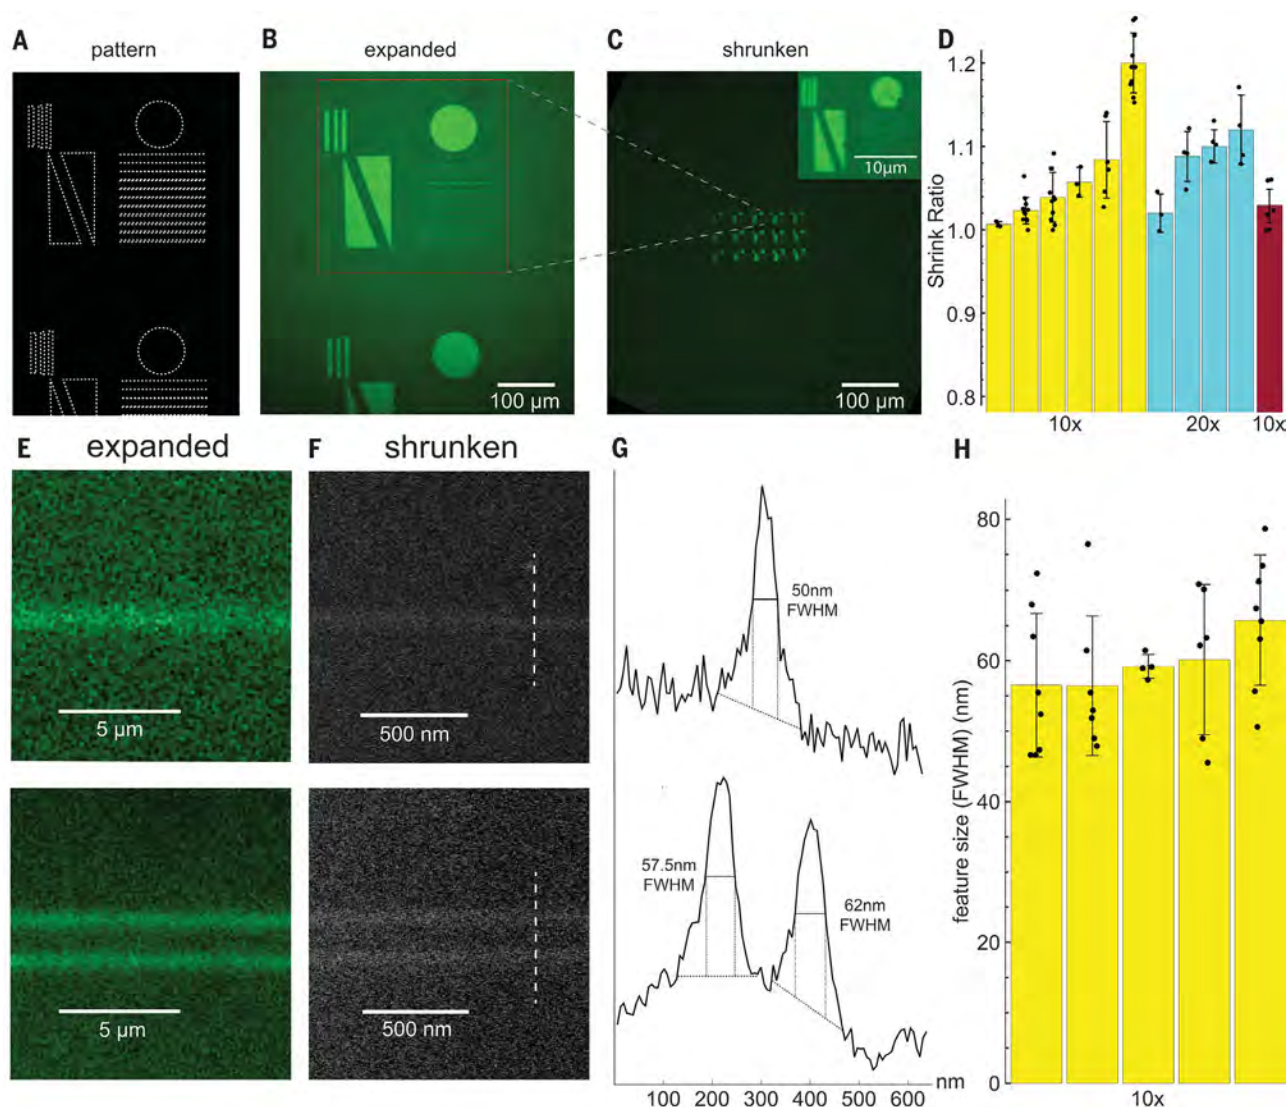 A
pattern
B
expanded
100 µm
C
shrunken
10µm
100 µm
D
Shrink Ratio
1.2
1.1
1.0
0.9
0.8
10x
20x
10x
E
expanded
5 µm
5 µm
F
shrunken
500 nm
500 nm
G
50nm
FWHM
57.5nm
FWHM
62nm
FWHM
100 200 300 400 500 600
nm
H
feature size (FWHM) (nm)
80
60
40
20
0
10x